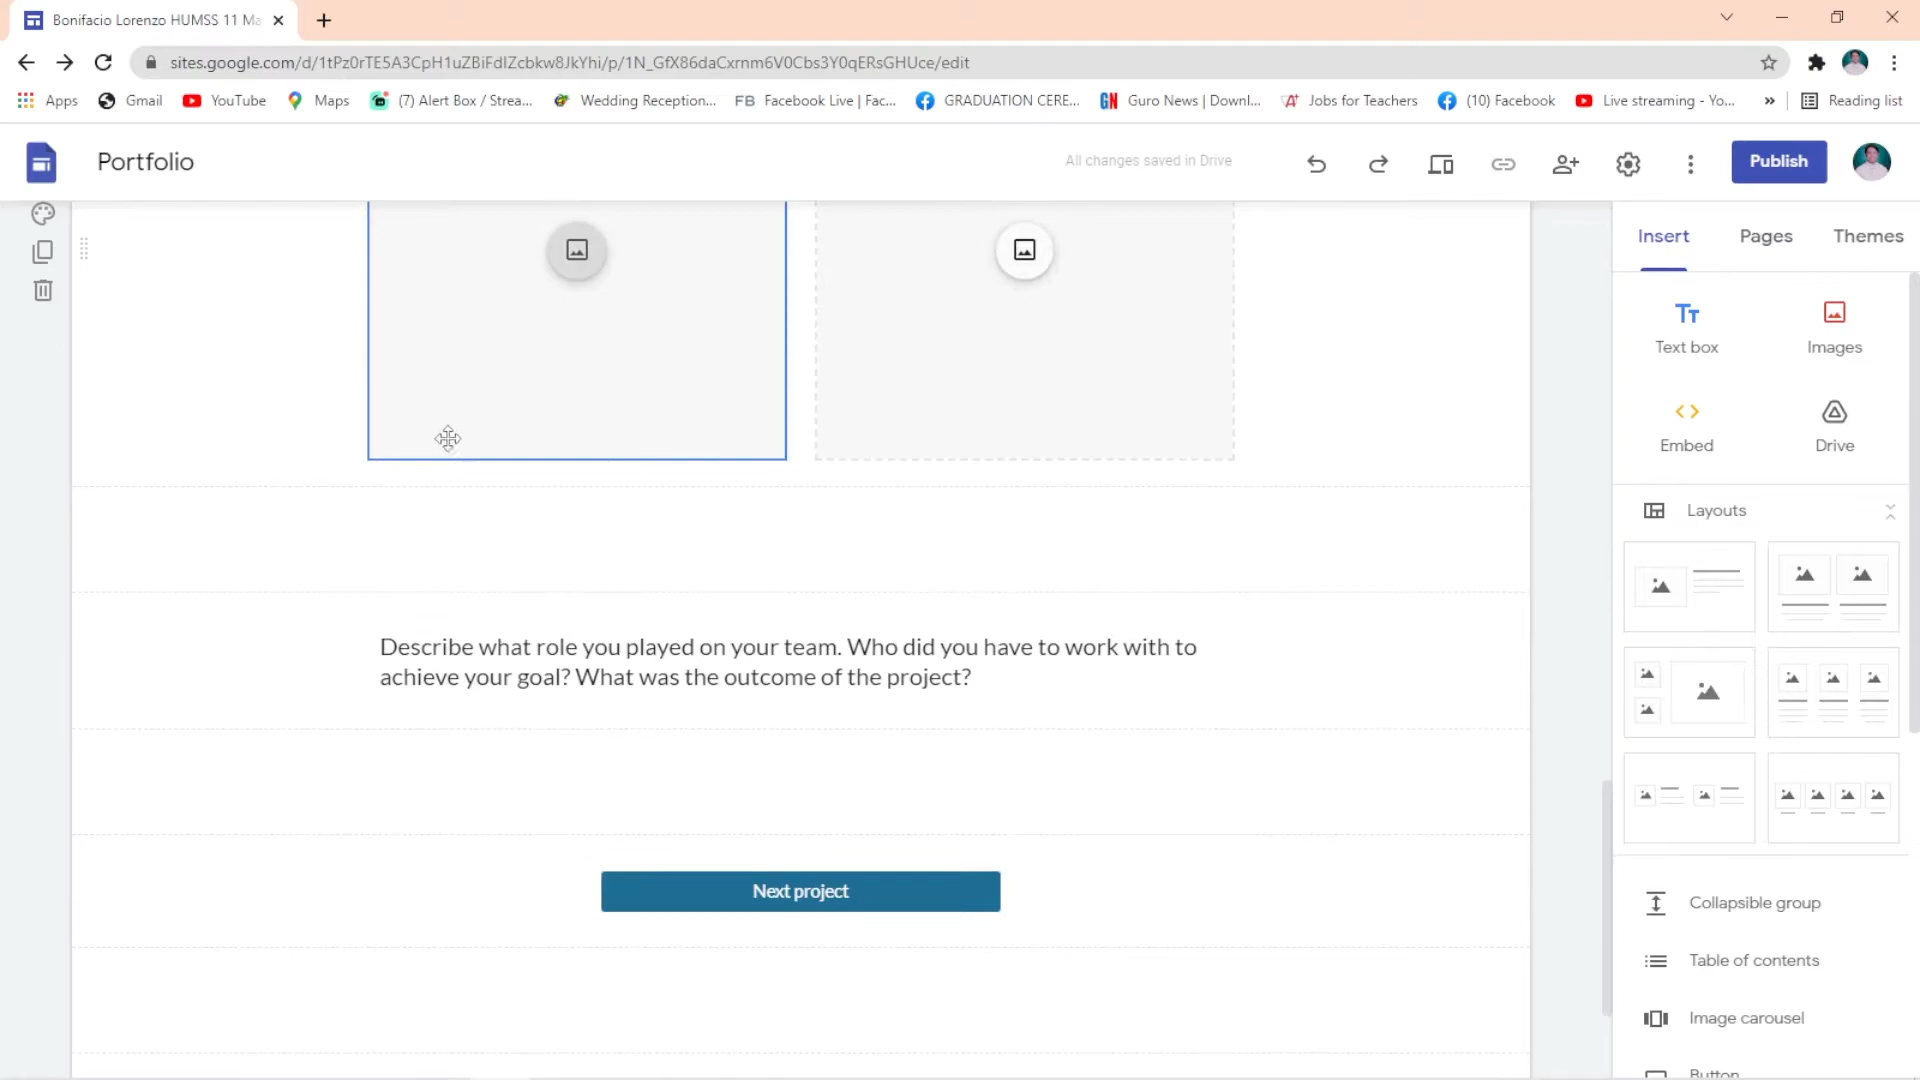 Bonifacio Lorenzo HUMSS 11 Ma
sites.google.com/d/1tPz0rTE5A3CpH1uZBiFdIZcbkw8JkYhi/p/1N_GfX86daCxrnm6V0Cbs3Y0qERsGHUce/edit
Apps Gmail YouTube Maps (7) Alert Box / Strea... Wedding Reception... FB Facebook Live | Fac... GRADUATION CERE... GN Guro News | Downl... A+ Jobs for Teachers (10) Facebook Live streaming - Yo... » Reading list
Portfolio
All changes saved in Drive
Publish
Insert Pages Themes
Text box Images
Embed Drive
Layouts
Describe what role you played on your team. Who did you have to work with to
achieve your goal? What was the outcome of the project?
Next project
Collapsible group
Table of contents
Image carousel
Button